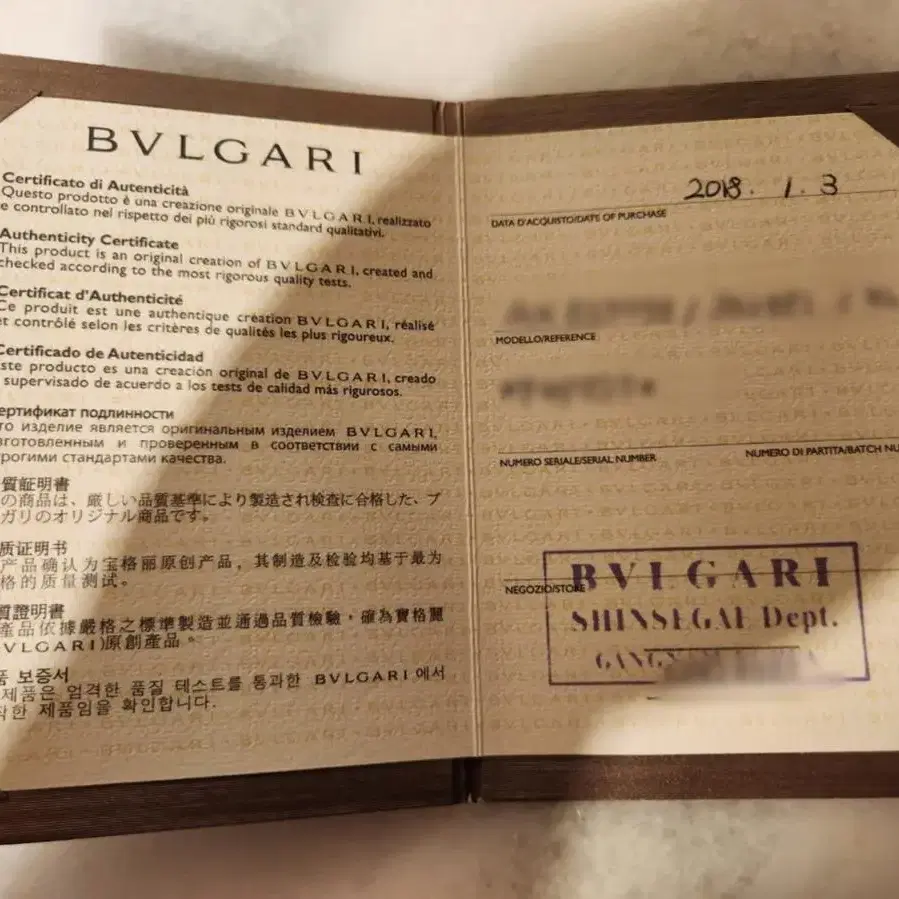 BVLGARI
Certificato di Autenticità
Questo prodotto è una creazione originale BVLGARI, realizzato
e controllato nel rispetto dei più rigorosi standard qualitativi.
Authenticity Certificate
This product is an original creation of BVLGARI, created and
checked according to the most rigorous quality tests.
Certificat d'Authenticité
Ce produit est une authentique création BVLGARI, réalisé
et contrôlé selon les critères de qualités les plus rigoureux.
Certificado de Autenticidad
ste producto es una creación original de BVLGARI, creado
supervisado de acuerdo a los tests de calidad más rigurosos.
ертификат подлинности
то изделие является оригинальным изделием BVLGARI,
зготовленным и проверенным в соответствии с самыми
трогими стандартами качества.
質証明書
の商品は、厳しい品質基準により製造され検査に合格した、ブ
ガリのオリジナル商品です。
质证明书
产品确认为宝格丽原创产品，其制造及检验均基于最为
格的质量测试。
質證明書
產品依據嚴格之標準製造並通過品質檢驗，確為寶格麗
VLGARI)原創產品。
품 보증서
제품은 엄격한 품질 테스트를 통과한 BVLGARI 에서
작한 제품임을 확인합니다.
2018. 1. 3
DATA D'ACQUISTO/DATE OF PURCHASE
MODELLO/REFERENCE
NUMERO SERIALE/SERIAL NUMBER
NUMERO DI PARTITA/BATCH NU
NEGOZIO/STORE
BVLGARI
SHINSEGAE Dept.